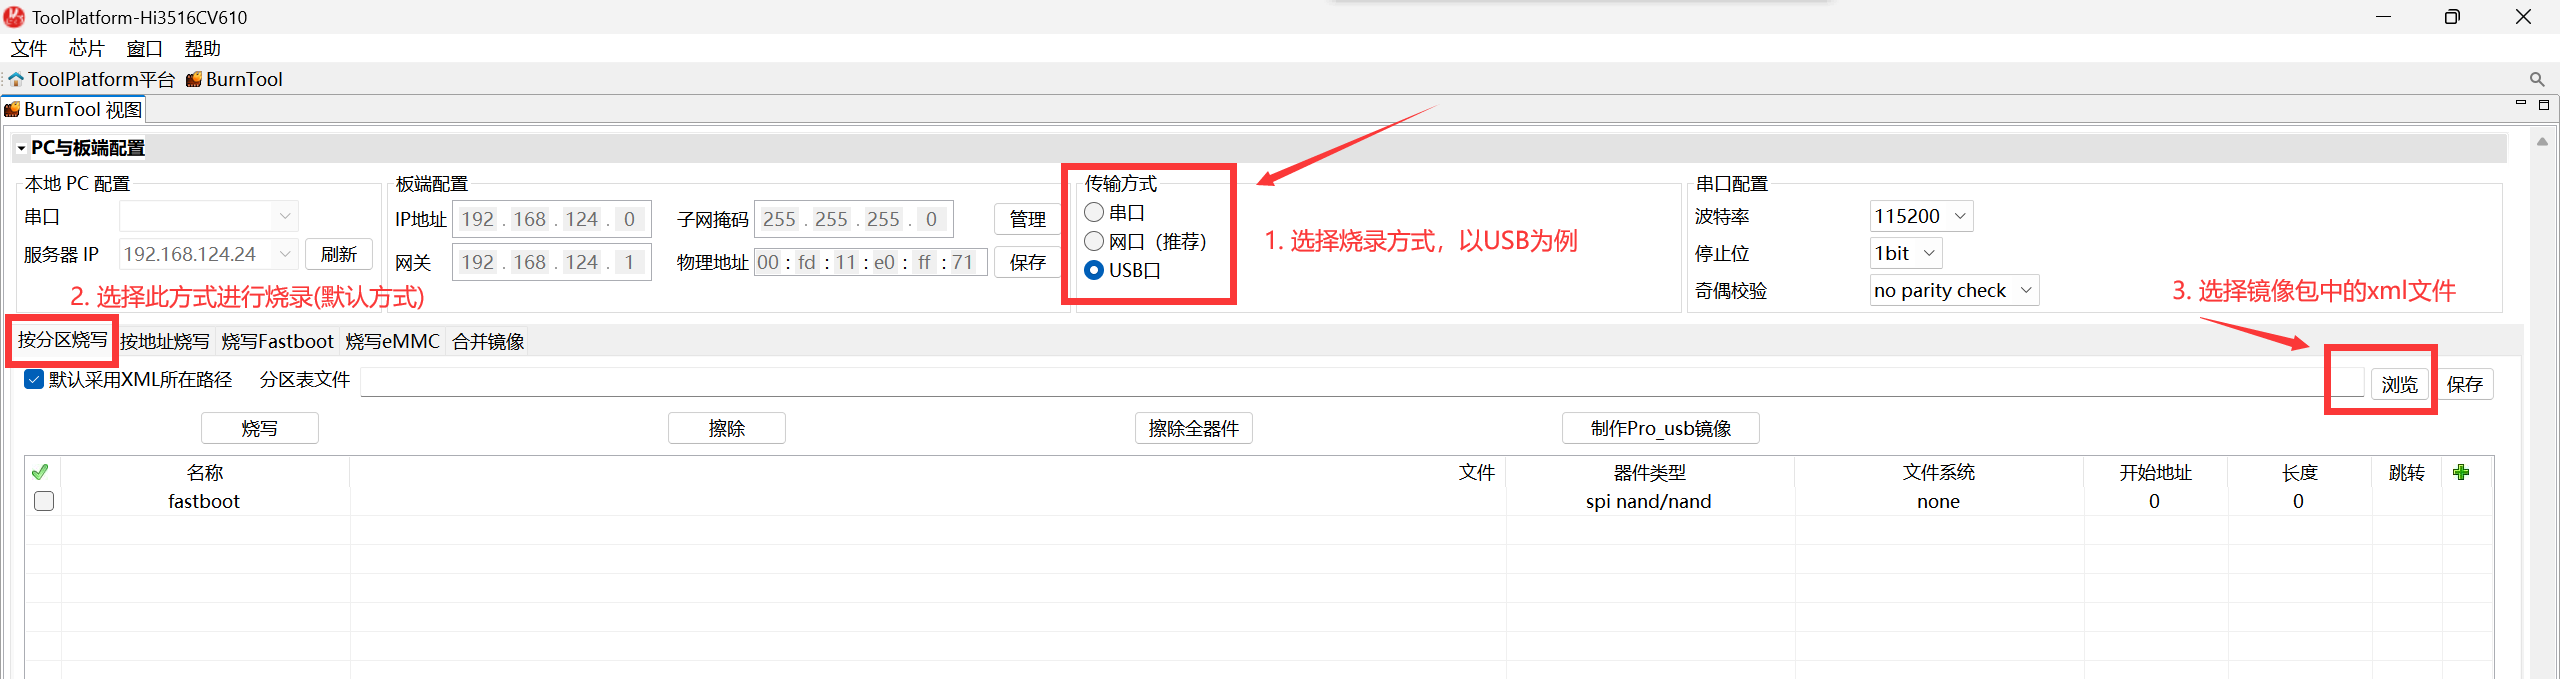 ToolPlatform-Hi3516CV610
文件 芯片 窗口 帮助
ToolPlatform平台 BurnTool
BurnTool 视图
PC与板端配置
本地 PC 配置
串口
服务器 IP 192.168.124.24 刷新
板端配置
IP地址 192 . 168 . 124 . 0 子网掩码 255 . 255 . 255 . 0 管理
网关 192 . 168 . 124 . 1 物理地址 00 : fd : 11 : e0 : ff : 71 保存
传输方式
串口
网口（推荐）
USB口
1. 选择烧录方式，以USB为例
串口配置
波特率 115200
停止位 1bit
奇偶校验 no parity check
2. 选择此方式进行烧录(默认方式)
3. 选择镜像包中的xml文件
按分区烧写 按地址烧写 烧写Fastboot 烧写eMMC 合并镜像
默认采用XML所在路径 分区表文件 浏览 保存
烧写 擦除 擦除全器件 制作Pro_usb镜像
名称 文件 器件类型 文件系统 开始地址 长度 跳转
fastboot spi nand/nand none 0 0